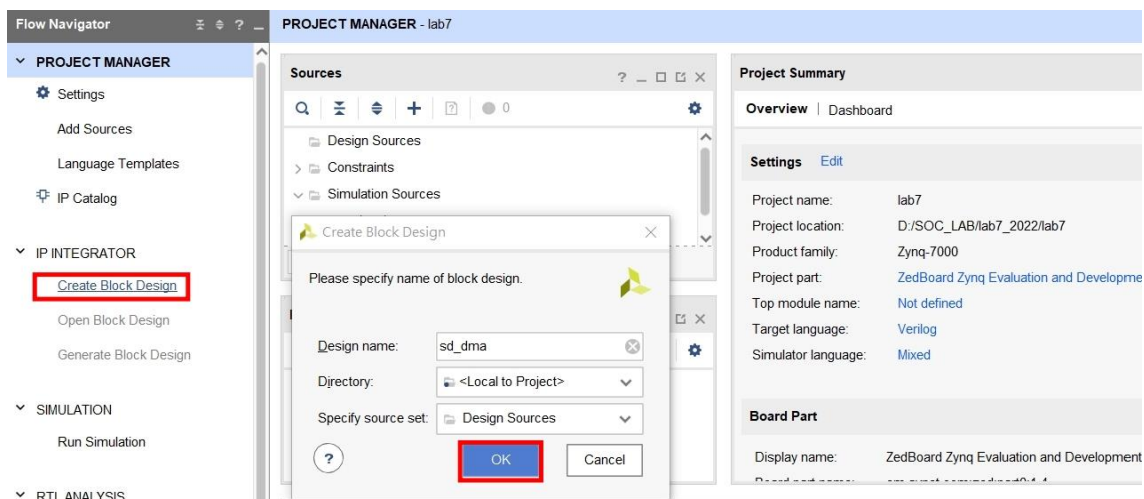 Flow Navigator ? _
PROJECT MANAGER - lab7
PROJECT MANAGER
Settings
Add Sources
Language Templates
IP Catalog
IP INTEGRATOR
Create Block Design
Open Block Design
Generate Block Design
SIMULATION
Run Simulation
RTL ANALYSIS
Sources ? _
0
Design Sources
Constraints
Simulation Sources
Create Block Design
Please specify name of block design.
Design name: sd_dma
Directory: <Local to Project>
Specify source set: Design Sources
? OK Cancel
Project Summary
Overview | Dashboard
Settings Edit
Project name: lab7
Project location: D:/SOC_LAB/lab7_2022/lab7
Product family: Zynq-7000
Project part: ZedBoard Zynq Evaluation and Developme
Top module name: Not defined
Target language: Verilog
Simulator language: Mixed
Board Part
Display name: ZedBoard Zynq Evaluation and Development